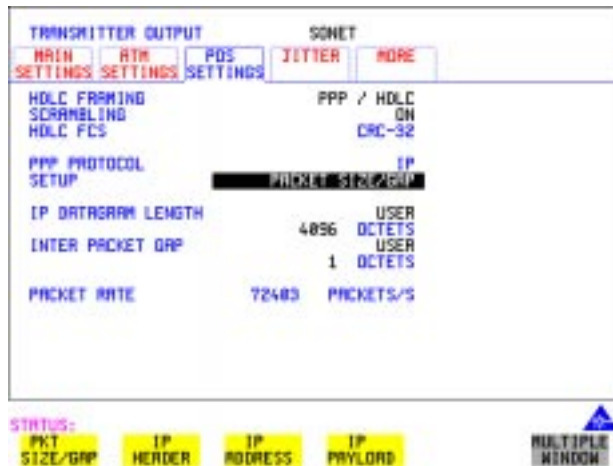 TRANSMITTER OUTPUT SONET
MAIN SETTINGS ATM SETTINGS POS SETTINGS JITTER MORE
HDLC FRAMING PPP / HDLC
SCRAMBLING ON
HDLC FCS CRC-32
PPP PROTOCOL IP
SETUP PACKET SIZE/GAP
IP DATAGRAM LENGTH USER
4096 OCTETS
INTER PACKET GAP USER
1 OCTETS
PACKET RATE 72403 PACKETS/S
STATUS:
PKT SIZE/GAP IP HEADER IP ADDRESS IP PAYLOAD MULTIPLE WINDOW